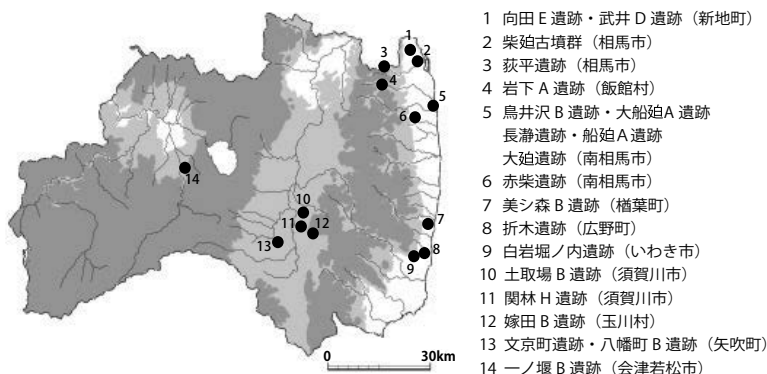 1 向田 E 遺跡・武井 D 遺跡（新地町）
2 柴廹古墳群（相馬市）
3 荻平遺跡（相馬市）
4 岩下 A 遺跡（飯館村）
5 鳥井沢 B 遺跡・大船廹A 遺跡
長瀞遺跡・船廹A遺跡
大廹遺跡（南相馬市）
6 赤柴遺跡（南相馬市）
7 美シ森 B 遺跡（楢葉町）
8 折木遺跡（広野町）
9 白岩堀ノ内遺跡（いわき市）
10 土取場 B 遺跡（須賀川市）
11 関林 H 遺跡（須賀川市）
12 嫁田 B 遺跡（玉川村）
13 文京町遺跡・八幡町 B 遺跡（矢吹町）
14 一ノ堰 B 遺跡（会津若松市）
1
2
3
4
5
6
14
10
11
12
13
7
8
9
0 30km